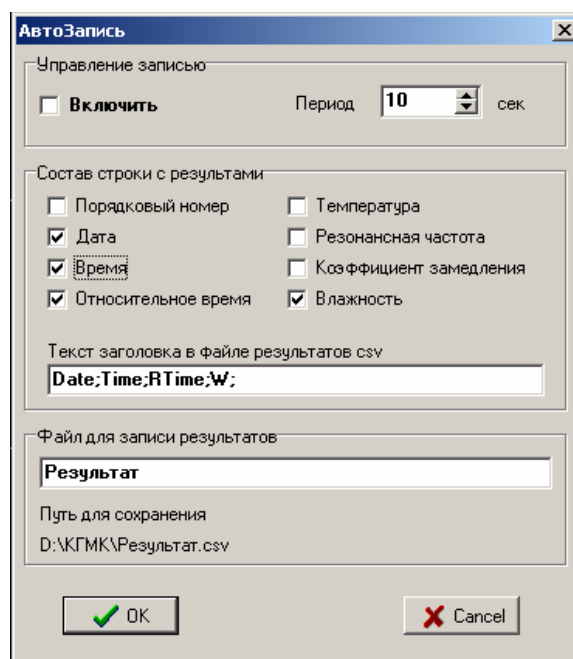 АвтоЗапись
Управление записью
Включить
Период 10 сек
Состав строки с результами
Порядковый номер
Дата
Время
Относительное время
Температура
Резонансная частота
Коэффициент замедления
Влажность
Текст заголовка в файле результатов csv
Date;Time;RTime;W;
Файл для записи результатов
Результат
Путь для сохранения
D:\КГМК\Результат.csv
OK
Cancel